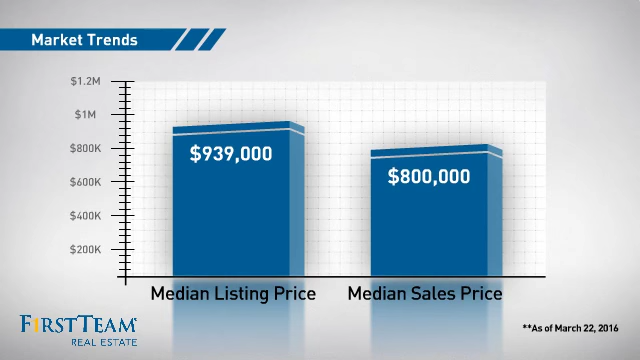 Market Trends
$1.2M
$1M
$800K
$600K
$400K
$200K
$939,000
$800,000
Median Listing Price
Median Sales Price
FIRSTTEAM®
REAL ESTATE
**As of March 22, 2016